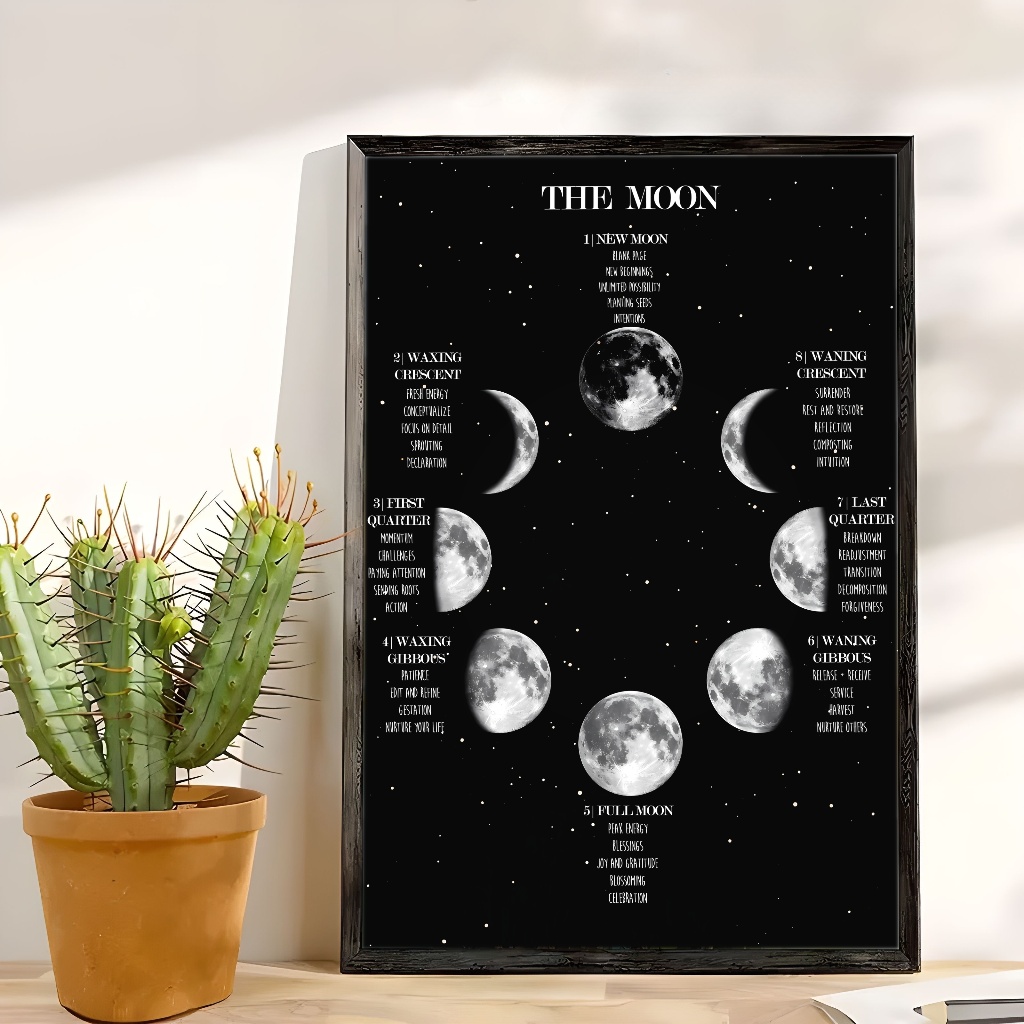 THE MOON
1| NEW MOON
BLANK PAGE
NEW BEGINNINGS
UNLIMITED POSSIBILITY
PLANTING SEEDS
INTENTIONS
2| WAXING
CRESCENT
FRESH ENERGY
CONCEPTUALIZE
FOCUS ON DETAIL
SPROUTING
DECLARATION
3| FIRST
QUARTER
MOMENTUM
CHALLENGES
PAYING ATTENTION
SENDING ROOTS
ACTION
4| WAXING
GIBBOUS
PATIENCE
EDIT AND REFINE
GESTATION
NURTURE YOUR LIFE
5| FULL MOON
PEAK ENERGY
BLESSINGS
JOY AND GRATITUDE
BLOSSOMING
CELEBRATION
6| WANING
GIBBOUS
RELEASE + RECEIVE
SERVICE
HARVEST
NURTURE OTHERS
7| LAST
QUARTER
BREAKDOWN
READJUSTMENT
TRANSITION
DECOMPOSITION
FORGIVENESS
8| WANING
CRESCENT
SURRENDER
REST AND RESTORE
REFLECTION
COMPOSTING
INTUITION